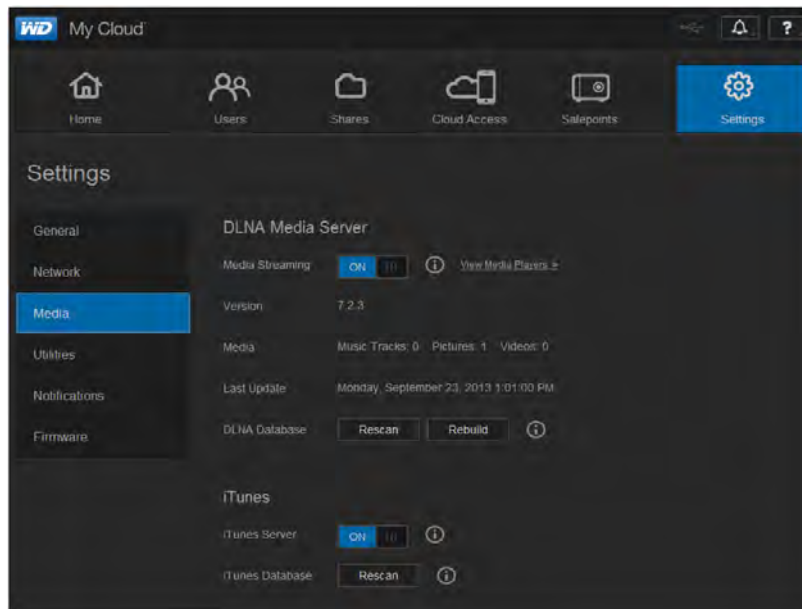 WD My Cloud
?
Home Users Shares Cloud Access Safepoints Settings
Settings
General
Network
Media
Utilities
Notifications
Firmware
DLNA Media Server
Media Streaming ON View Media Players »
Version 7.2.3
Media Music Tracks: 0 Pictures: 1 Videos: 0
Last Update Monday, September 23, 2013 1:01:00 PM
DLNA Database Rescan Rebuild
iTunes
iTunes Server ON
iTunes Database Rescan